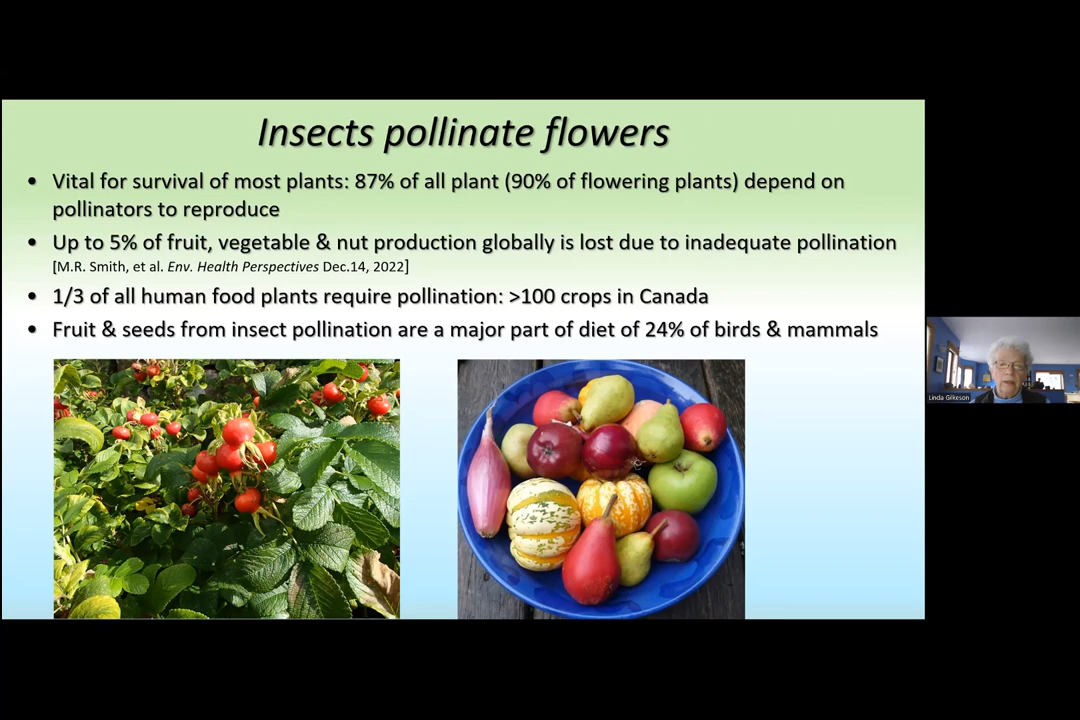 Insects pollinate flowers
• Vital for survival of most plants: 87% of all plant (90% of flowering plants) depend on
pollinators to reproduce
• Up to 5% of fruit, vegetable & nut production globally is lost due to inadequate pollination
[M.R. Smith, et al. Env. Health Perspectives Dec.14, 2022]
• 1/3 of all human food plants require pollination: >100 crops in Canada
• Fruit & seeds from insect pollination are a major part of diet of 24% of birds & mammals
Linda Gilkeson